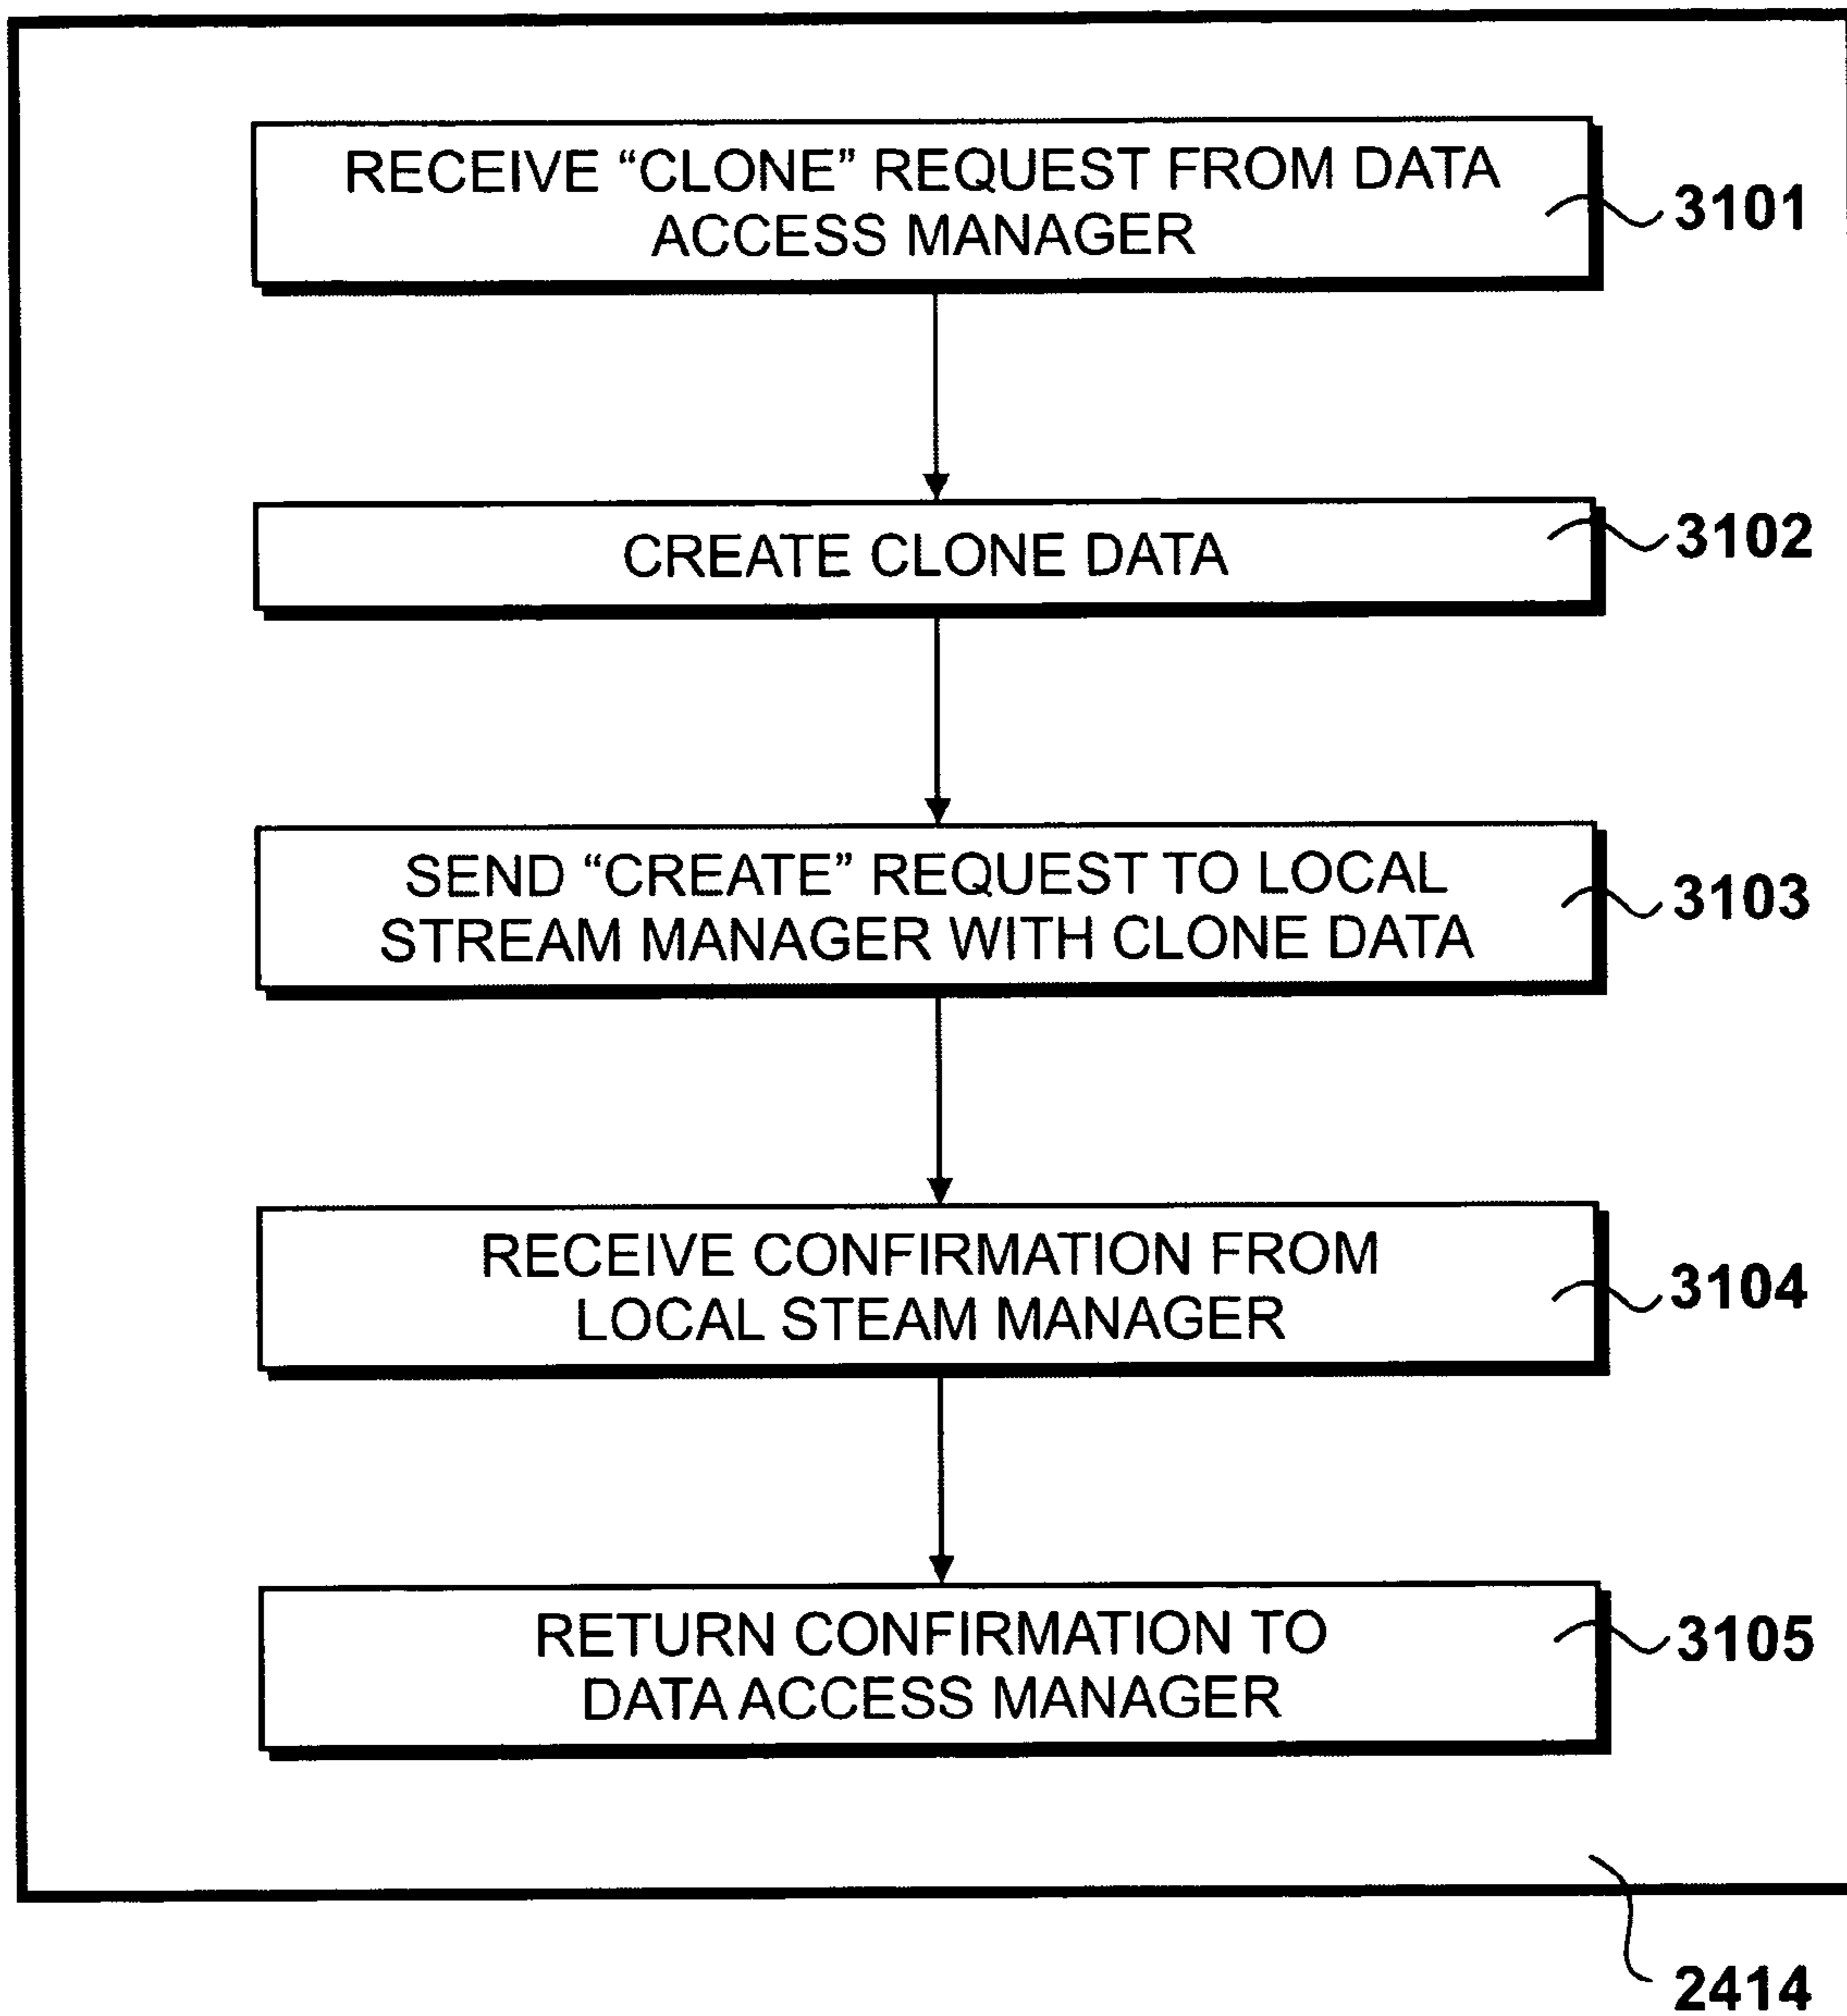 RECEIVE “CLONE” REQUEST FROM DATA
ACCESS MANAGER
3101
CREATE CLONE DATA
3102
SEND “CREATE” REQUEST TO LOCAL
STREAM MANAGER WITH CLONE DATA
3103
RECEIVE CONFIRMATION FROM
LOCAL STEAM MANAGER
3104
RETURN CONFIRMATION TO
DATA ACCESS MANAGER
3105
2414